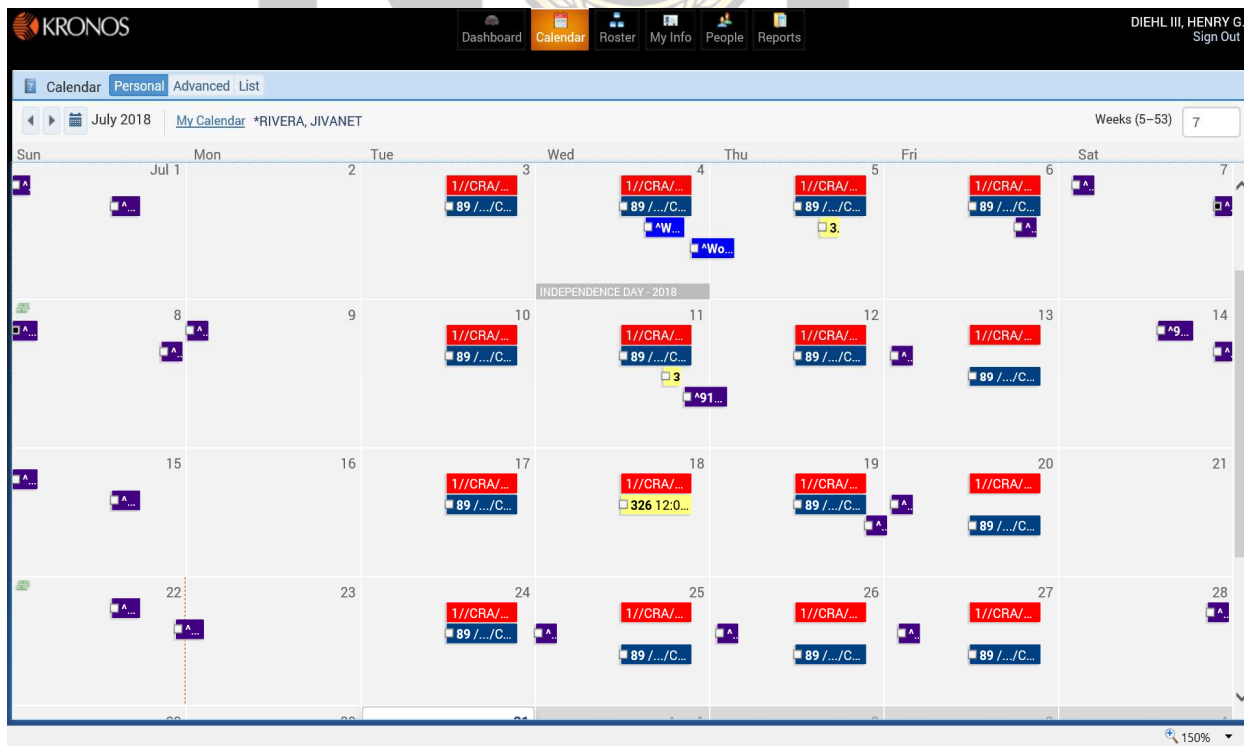 KRONOS
Dashboard Calendar Roster My Info People Reports
DIEHL III, HENRY G.
Sign Out
Calendar Personal Advanced List
July 2018 My Calendar *RIVERA, JIVANET Weeks (5–53) 7
Sun Mon Tue Wed Thu Fri Sat
Jul 1 2 3 4 5 6 7
1//CRA/... 1//CRA/... 1//CRA/... 1//CRA/...
^... 89 /.../C... 89 /.../C... 89 /.../C... 89 /.../C...
^W... 3.
^Wo...
INDEPENDENCE DAY - 2018
8 9 10 11 12 13 14
^... 1//CRA/... 1//CRA/... 1//CRA/... 1//CRA/... ^9...
89 /.../C... 89 /.../C... 89 /.../C...
3 89 /.../C...
^91...
15 16 17 18 19 20 21
^... 1//CRA/... 1//CRA/... 1//CRA/... 1//CRA/...
^... 89 /.../C... 326 12:0... 89 /.../C...
89 /.../C...
22 23 24 25 26 27 28
^... 1//CRA/... 1//CRA/... 1//CRA/... 1//CRA/...
^... 89 /.../C...
89 /.../C... 89 /.../C... 89 /.../C...
150%